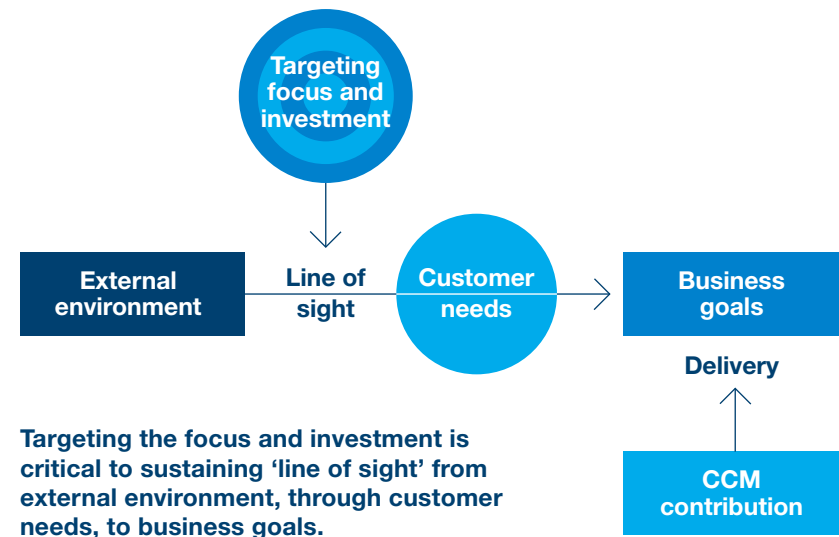 Targeting
focus and
investment
External
environment
Line of
sight
Customer
needs
Business
goals
Delivery
CCM
contribution
Targeting the focus and investment is
critical to sustaining ‘line of sight’ from
external environment, through customer
needs, to business goals.